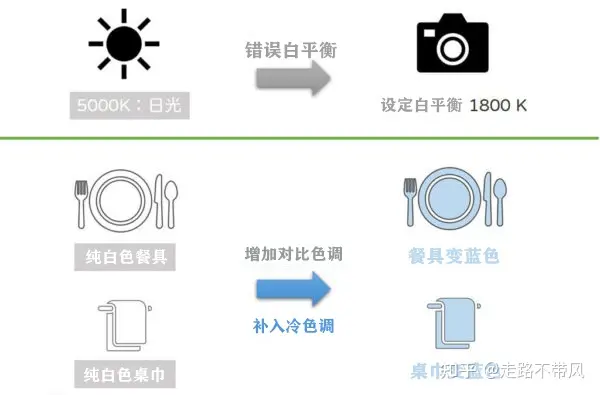 错误白平衡
5000K：日光
设定白平衡 1800 K
纯白色餐具
增加对比色调
餐具变蓝色
补入冷色调
纯白色桌巾
桌巾变蓝色
知乎 @走路不带风